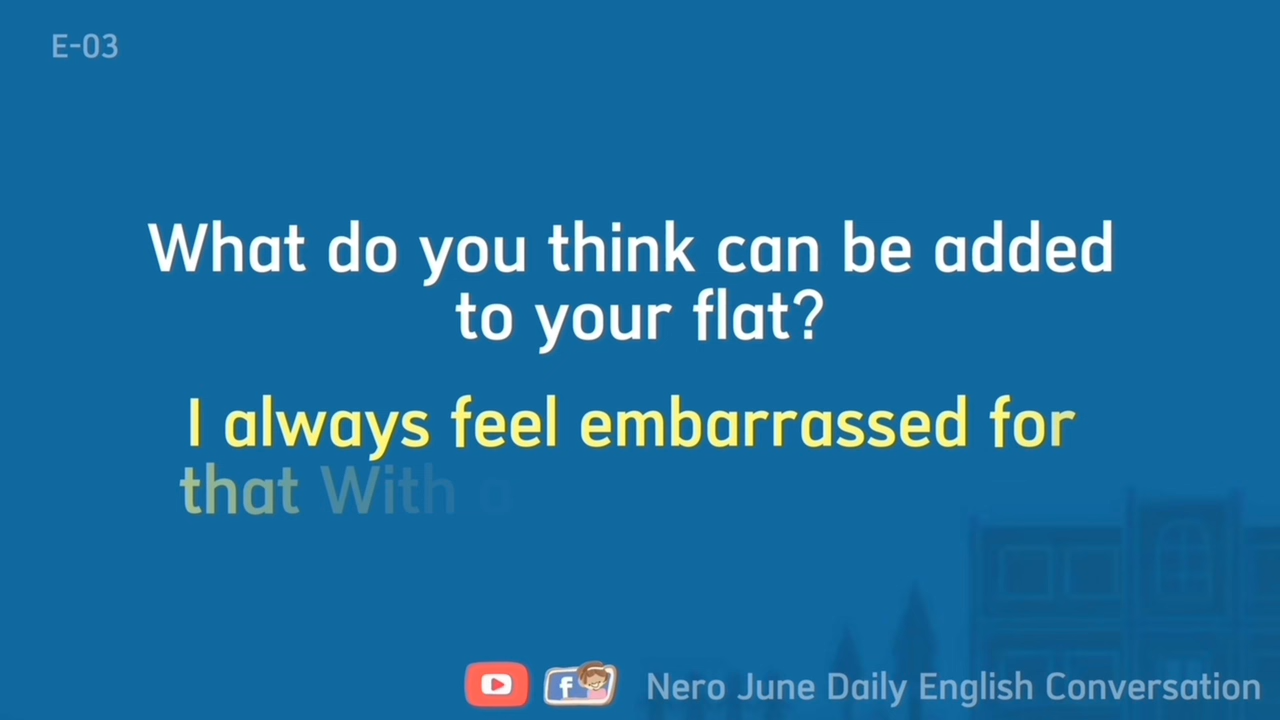 E-03
What do you think can be added
to your flat?
I always feel embarrassed for
that With a
Nero June Daily English Conversation